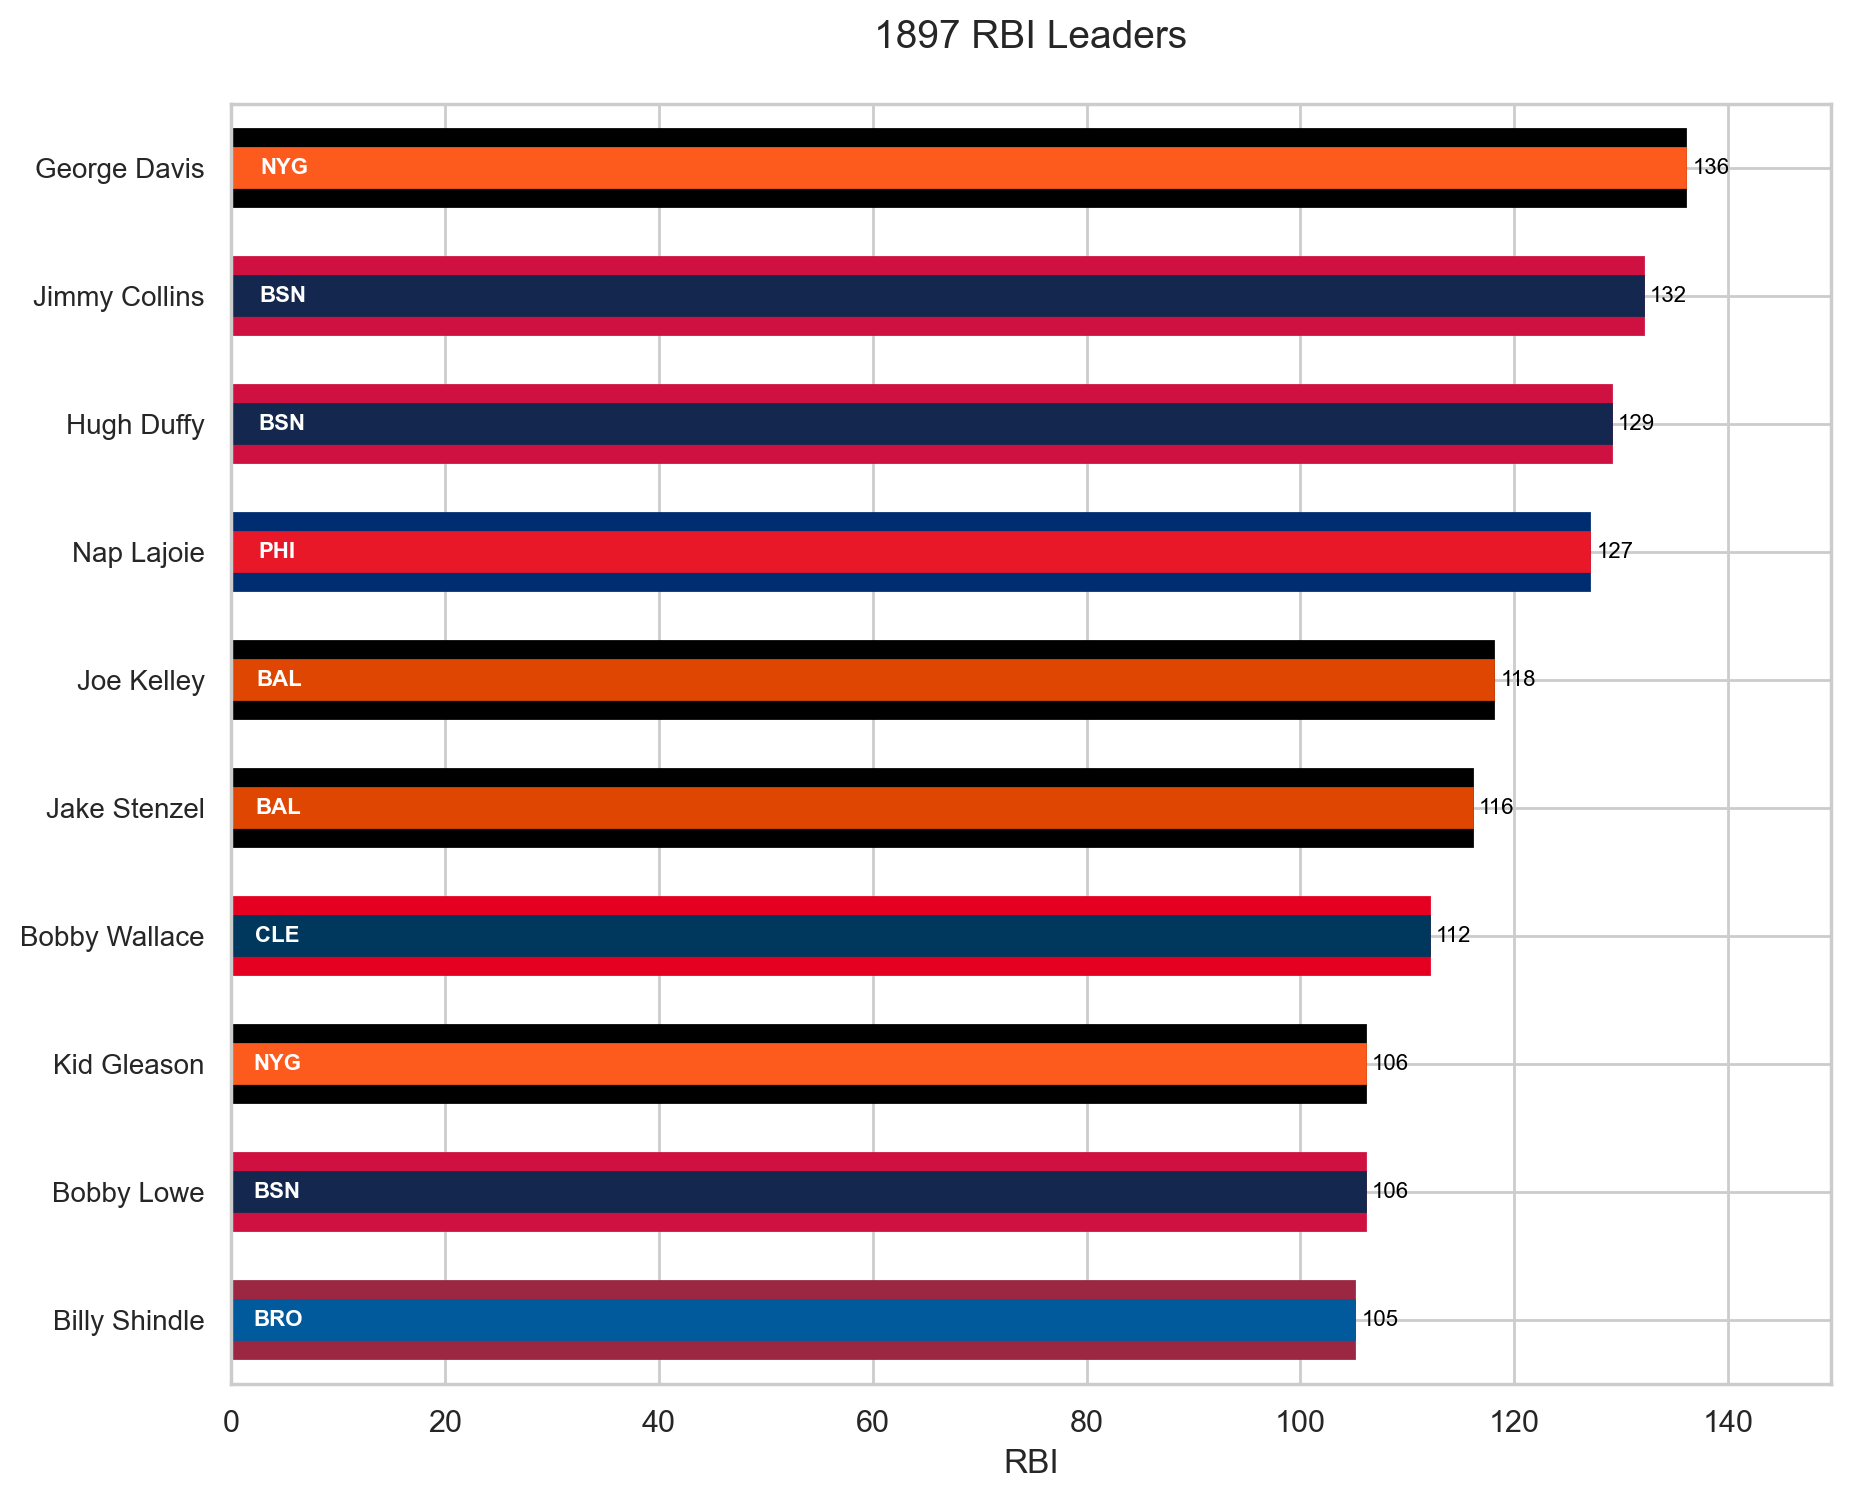 1897 RBI Leaders
George Davis NYG 136
Jimmy Collins BSN 132
Hugh Duffy BSN 129
Nap Lajoie PHI 127
Joe Kelley BAL 118
Jake Stenzel BAL 116
Bobby Wallace CLE 112
Kid Gleason NYG 106
Bobby Lowe BSN 106
Billy Shindle BRO 105
0 20 40 60 80 100 120 140
RBI